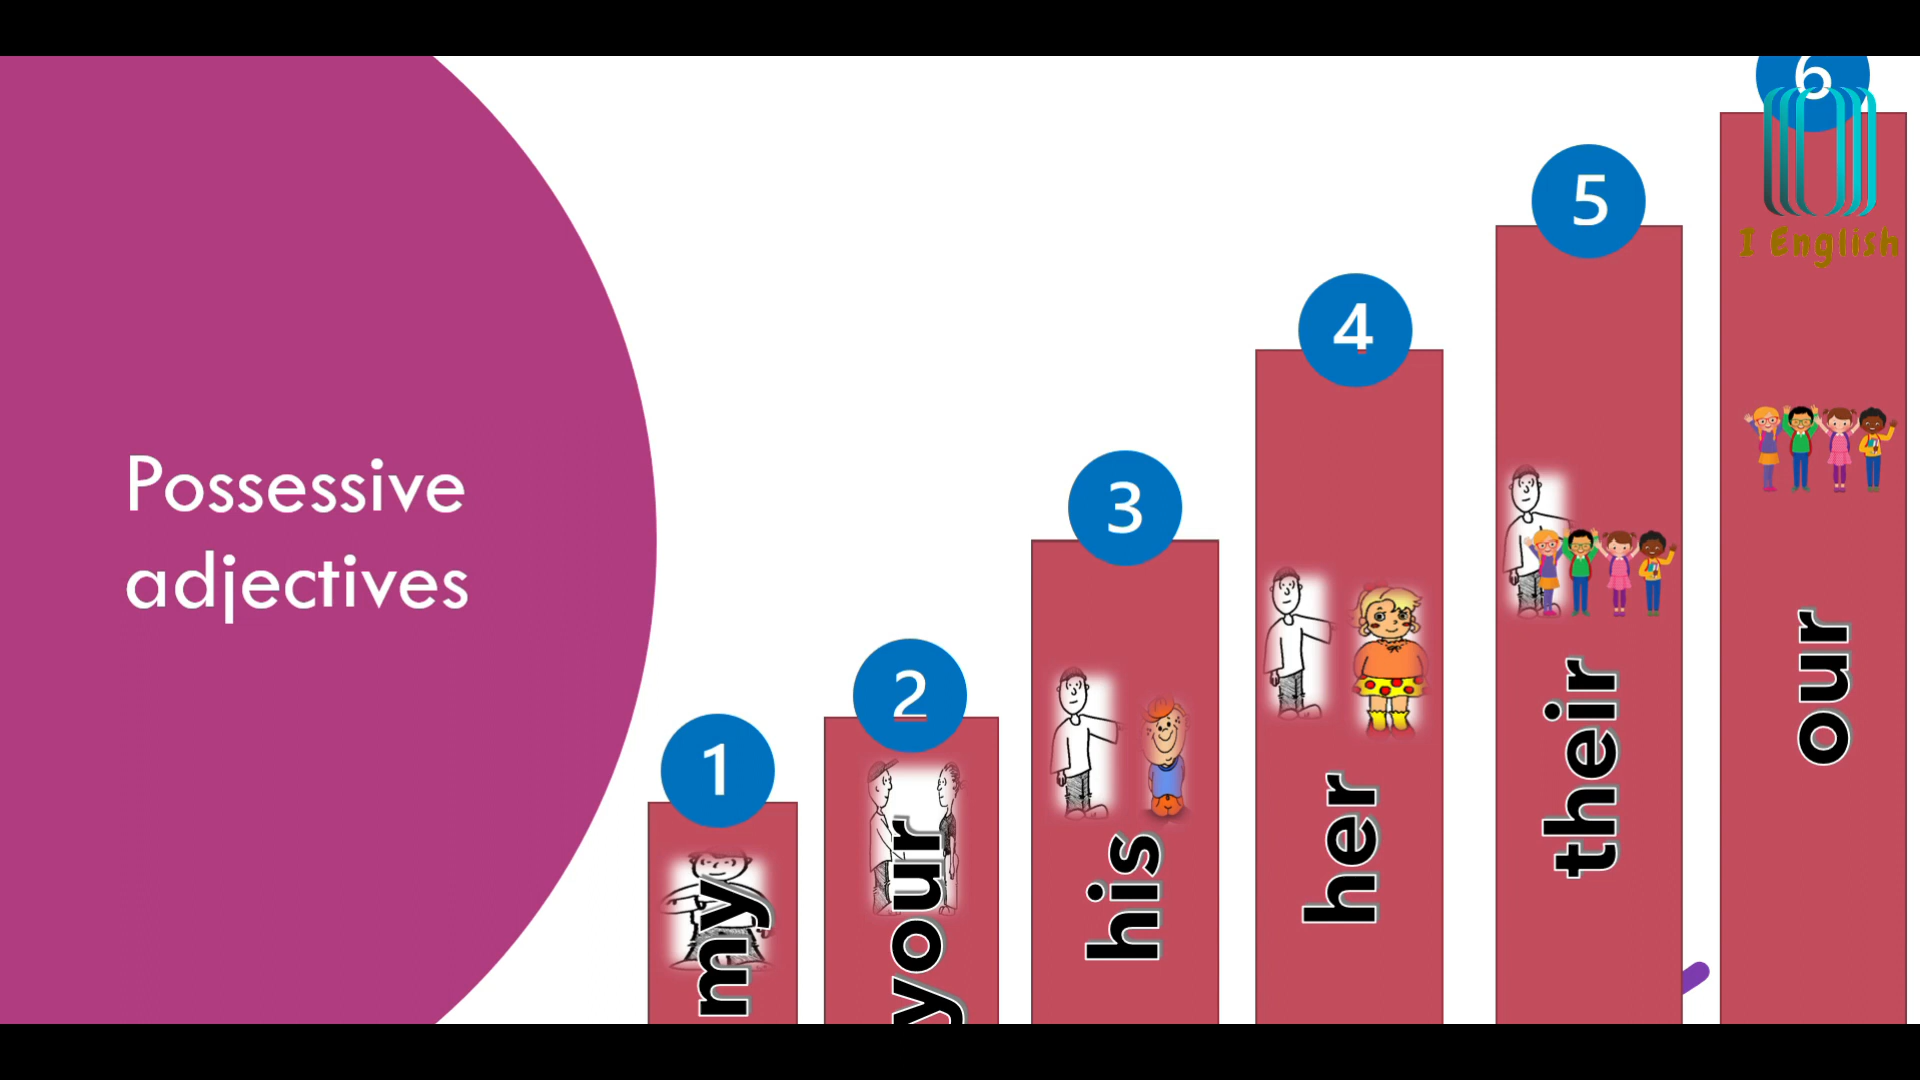 Possessive
adjectives
1
my
2
your
3
his
4
her
5
their
6
our
I English